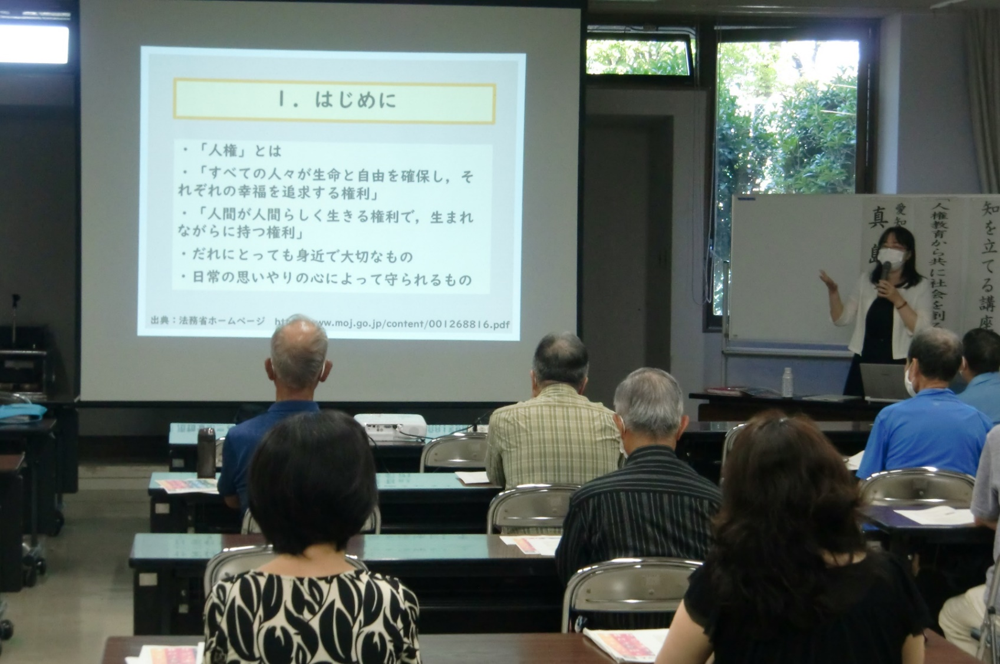 1. はじめに
・「人権」とは
・「すべての人々が生命と自由を確保し，そ
れぞれの幸福を追求する権利」
・「人間が人間らしく生きる権利で，生まれ
ながらに持つ権利」
・だれにとっても身近で大切なもの
・日常の思いやりの心によって守られるもの
出典：法務省ホームページ www.moj.go.jp/content/001268816.pdf
知を立てる講座
「人権教育から共に社会を創る
愛知
真島